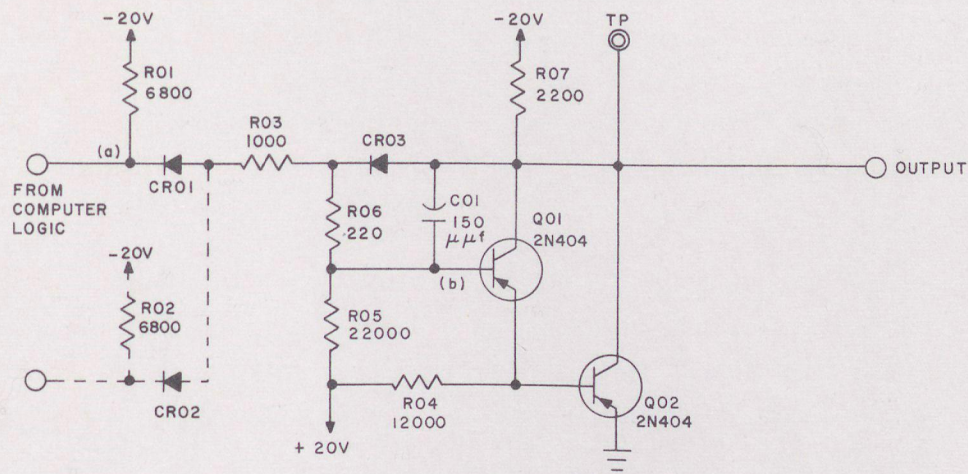 -20V
R01
6800
(a)
CR01
FROM
COMPUTER
LOGIC
R03
1000
CR03
-20V
R07
2200
TP
OUTPUT
R06
220
C01
150
μμf
Q01
2N404
(b)
-20V
R02
6800
CR02
R05
22000
R04
12000
+ 20V
Q02
2N404